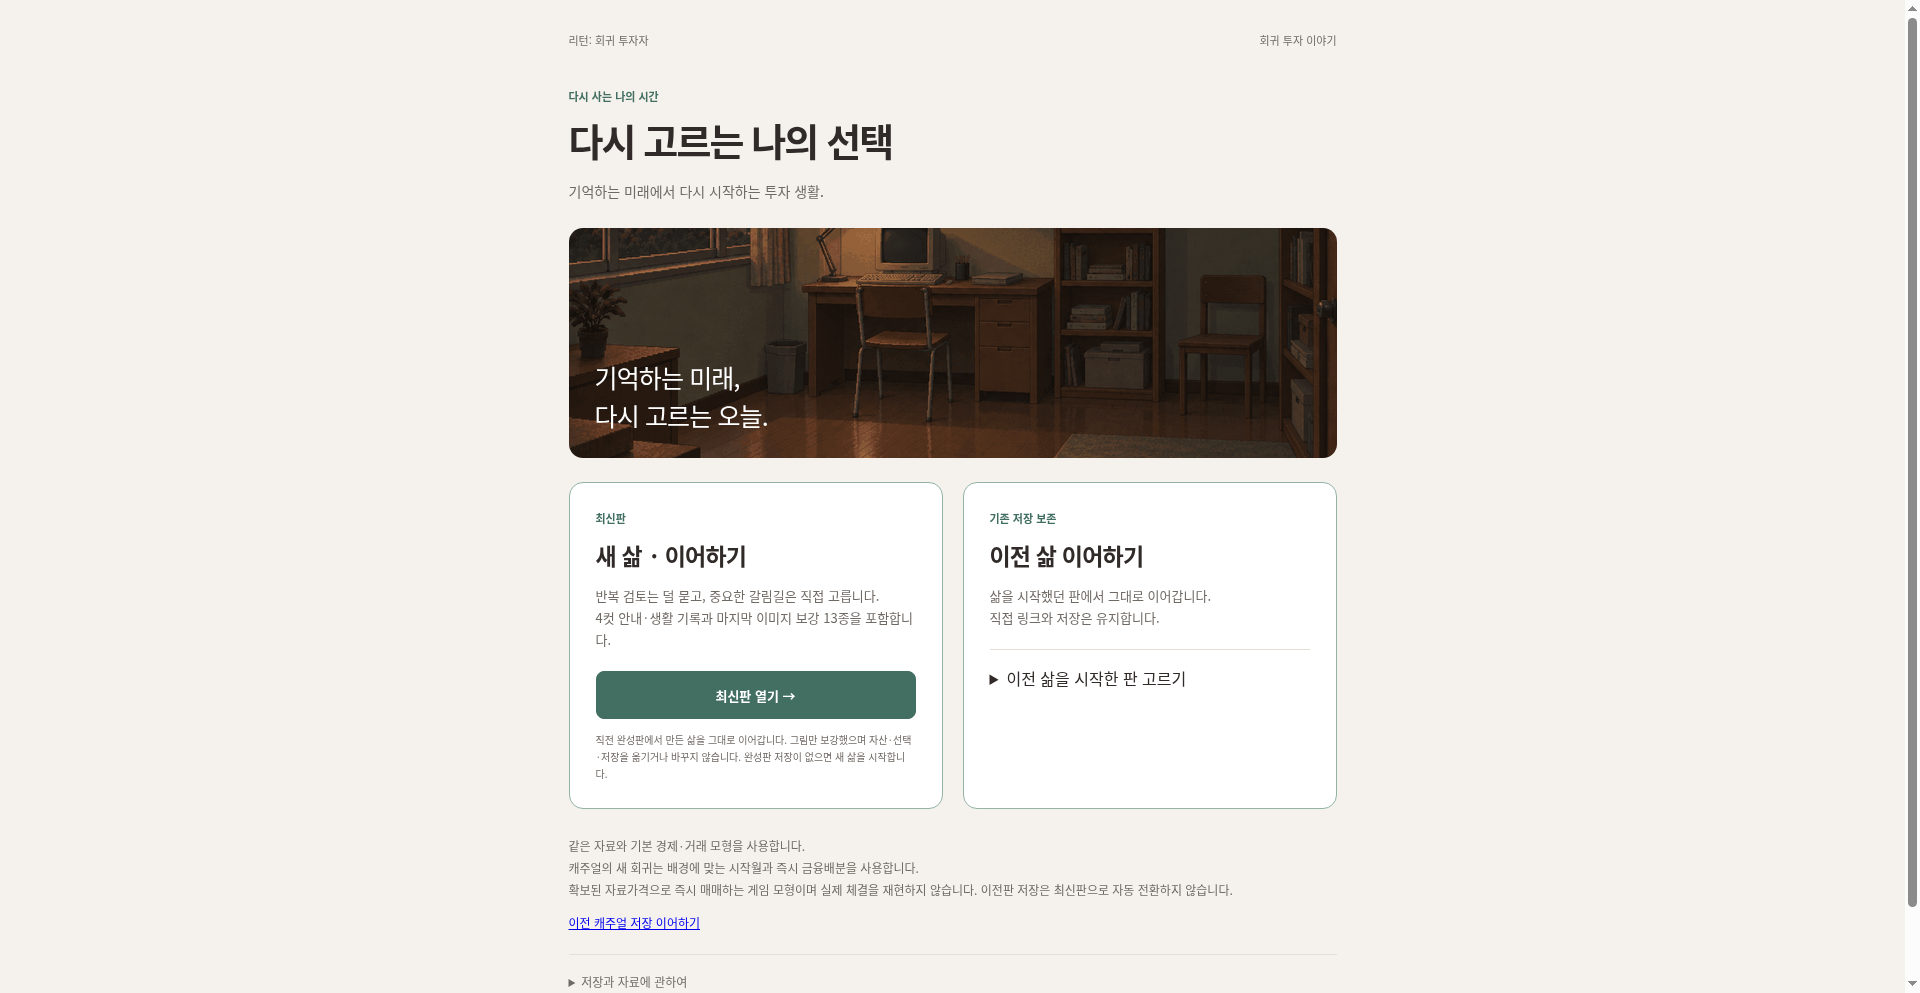 리턴: 회귀 투자자
회귀 투자 이야기
다시 사는 나의 시간
다시 고르는 나의 선택
기억하는 미래에서 다시 시작하는 투자 생활.
기억하는 미래,
다시 고르는 오늘.
최신판
새 삶 · 이어하기
반복 검토는 덜 묻고, 중요한 갈림길은 직접 고릅니다.
4컷 안내·생활 기록과 마지막 이미지 보강 13종을 포함합니
다.
최신판 열기 →
직전 완성판에서 만든 삶을 그대로 이어갑니다. 그림만 보강했으며 자산·선택
·저장을 옮기거나 바꾸지 않습니다. 완성판 저장이 없으면 새 삶을 시작합니
다.
기존 저장 보존
이전 삶 이어하기
삶을 시작했던 판에서 그대로 이어갑니다.
직접 링크와 저장은 유지합니다.
▶ 이전 삶을 시작한 판 고르기
같은 자료와 기본 경제·거래 모형을 사용합니다.
캐주얼의 새 회귀는 배경에 맞는 시작월과 즉시 금융배분을 사용합니다.
확보된 자료가격으로 즉시 매매하는 게임 모형이며 실제 체결을 재현하지 않습니다. 이전판 저장은 최신판으로 자동 전환하지 않습니다.
이전 캐주얼 저장 이어하기
▶ 저장과 자료에 관하여